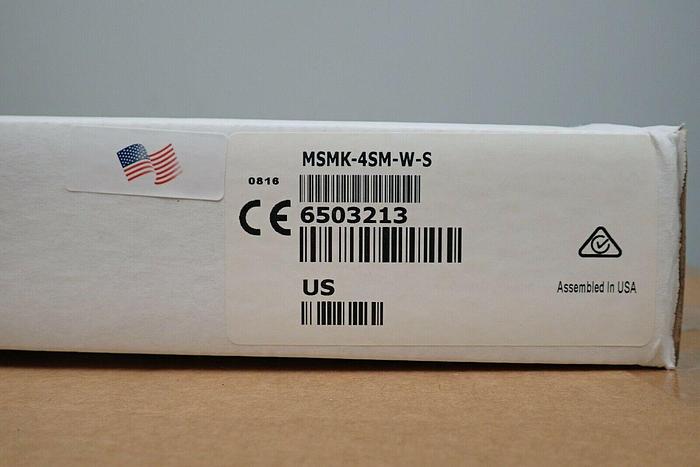 MSMK-4SM-W-S
0816
CE
6503213
US
Assembled In USA